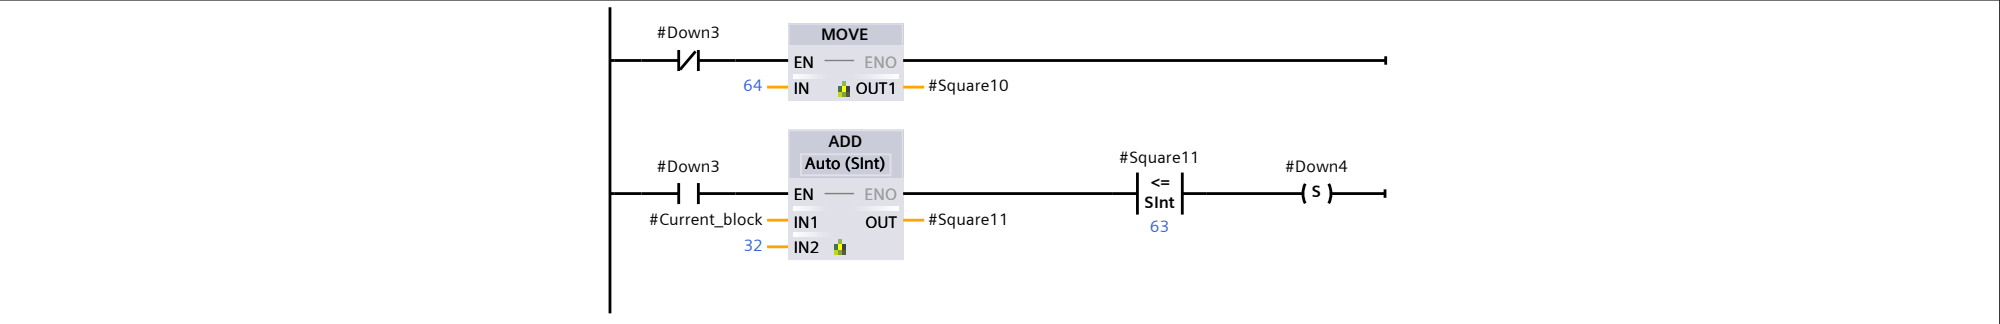 #Down3
MOVE
EN ENO
64 IN OUT1 #Square10
ADD
#Down3 Auto (SInt) #Square11 #Down4
EN ENO <= S
SInt
#Current_block IN1 OUT #Square11 63
32 IN2